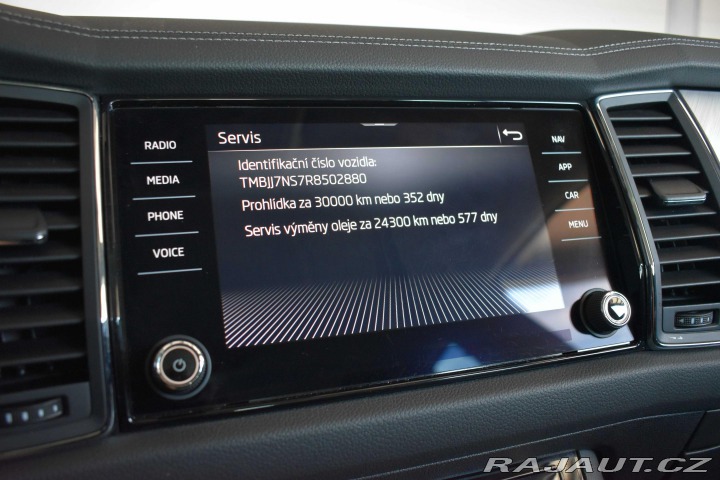 Servis
RADIO
MEDIA
PHONE
VOICE
Identifikační číslo vozidla:
TMBJJ7NS7R8502880
Prohlídka za 30000 km nebo 352 dny
Servis výměny oleje za 24300 km nebo 577 dny
NAV
APP
CAR
MENU
RAJAUT.CZ